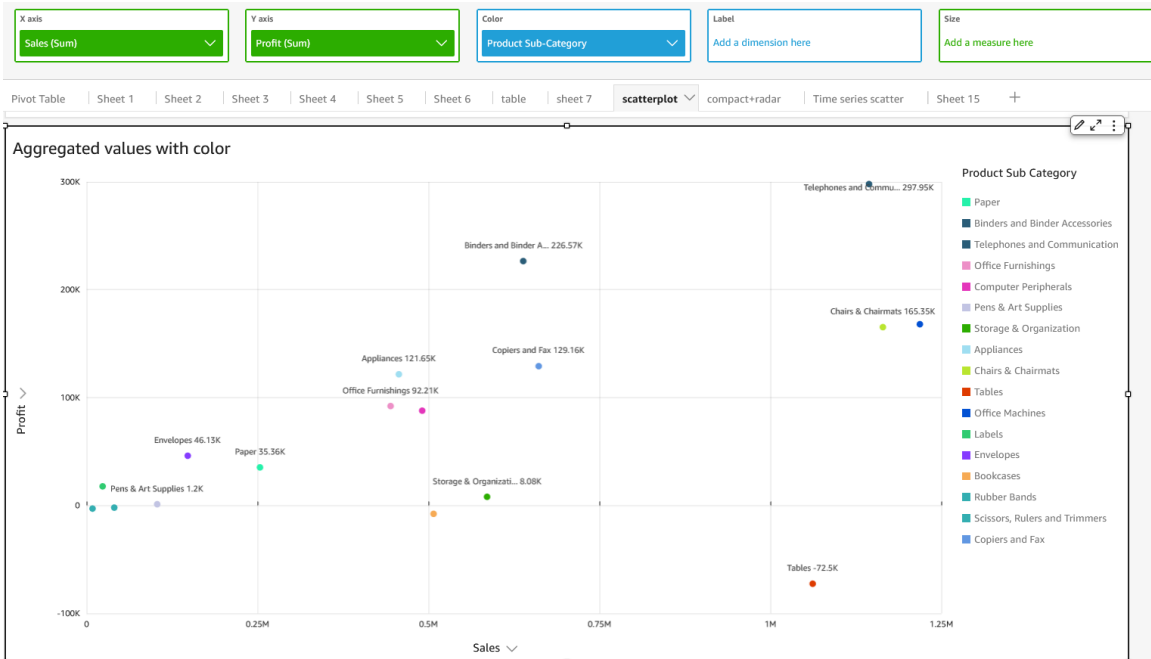 X axis
Y axis
Color
Label
Size
Sales (Sum)
Profit (Sum)
Product Sub-Category
Add a dimension here
Add a measure here
Pivot Table
Sheet 1
Sheet 2
Sheet 3
Sheet 4
Sheet 5
Sheet 6
table
sheet 7
scatterplot
compact+radar
Time series scatter
Sheet 15
Aggregated values with color
300K
200K
100K
0
-100K
Profit
Telephones and Commu... 297.95K
Binders and Binder A... 226.57K
Chairs & Chairmats 165.35K
Copiers and Fax 129.16K
Appliances 121.65K
Office Furnishings 92.21K
Envelopes 46.13K
Paper 35.36K
Storage & Organizati... 8.08K
Pens & Art Supplies 1.2K
Tables -72.5K
0
0.25M
0.5M
0.75M
1M
1.25M
Sales
Product Sub Category
Paper
Binders and Binder Accessories
Telephones and Communication
Office Furnishings
Computer Peripherals
Pens & Art Supplies
Storage & Organization
Appliances
Chairs & Chairmats
Tables
Office Machines
Labels
Envelopes
Bookcases
Rubber Bands
Scissors, Rulers and Trimmers
Copiers and Fax